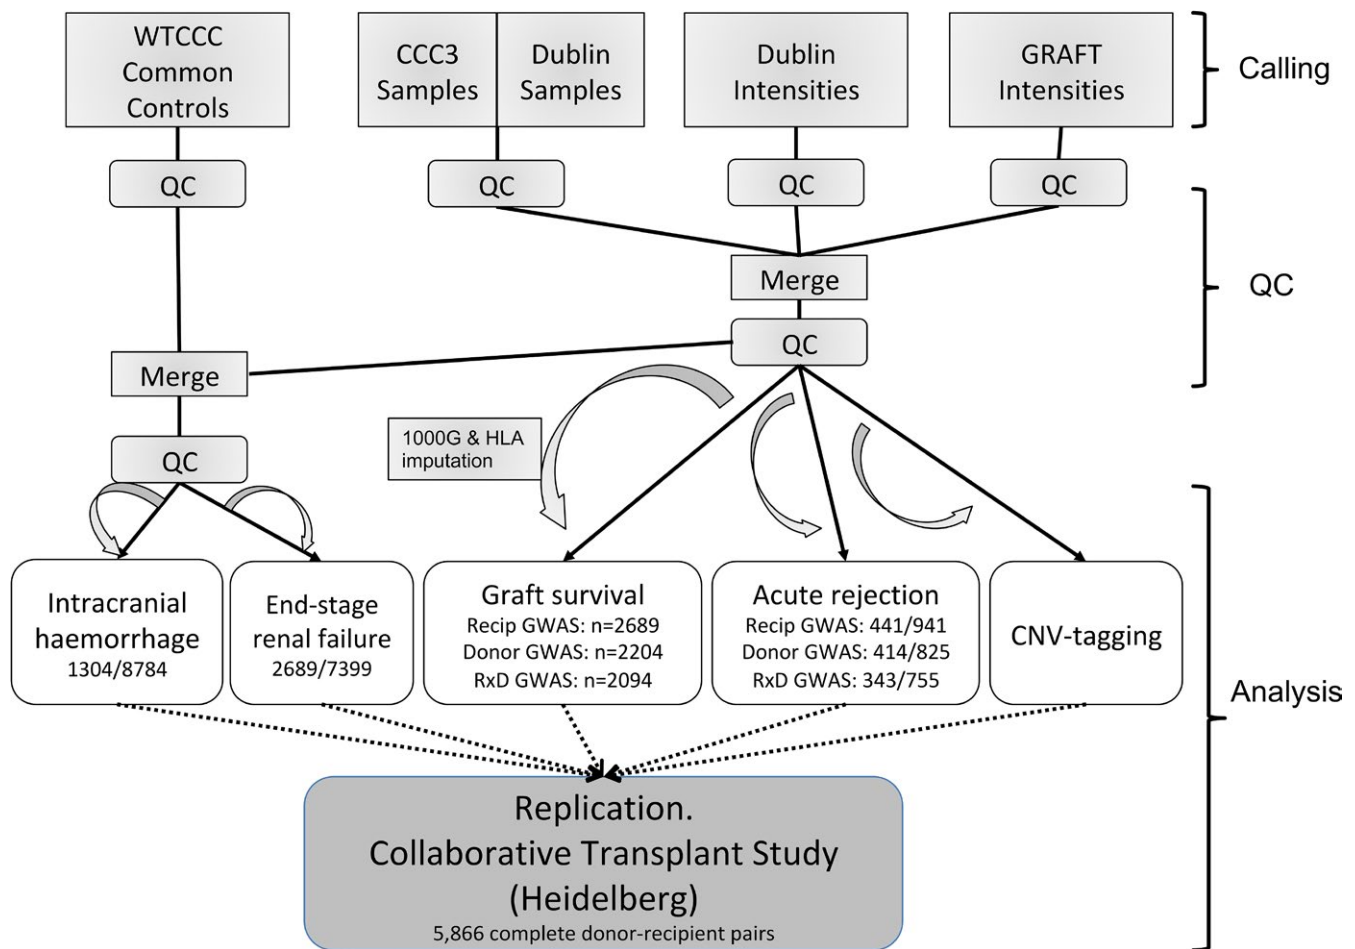 WTCCC
Common
Controls
CCC3
Samples
Dublin
Samples
Dublin
Intensities
GRAFT
Intensities
Calling
QC
QC
QC
QC
Merge
QC
QC
Merge
1000G & HLA
imputation
QC
Intracranial
haemorrhage
1304/8784
End-stage
renal failure
2689/7399
Graft survival
Recip GWAS: n=2689
Donor GWAS: n=2204
RxD GWAS: n=2094
Acute rejection
Recip GWAS: 441/941
Donor GWAS: 414/825
RxD GWAS: 343/755
CNV-tagging
Analysis
Replication.
Collaborative Transplant Study
(Heidelberg)
5,866 complete donor-recipient pairs